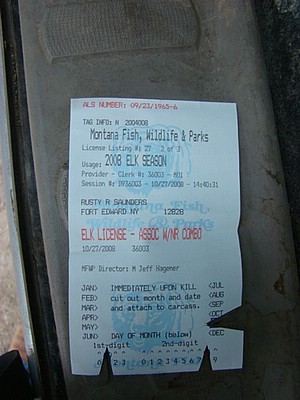 ALS NUMBER: 09/23/1965-6
TAG INFO: N 2004008
Montana Fish, Wildlife & Parks
License Listing #: 27 2 of 3
Usage: 2008 ELK SEASON
Provider - Clerk #: 36003 - 601
Session #: 1936003 - 10/27/2008 - 14:40:31
RUSTY R SAUNDERS
FORT EDWARD NY 12828
ELK LICENSE - ASSOC W/NR COMBO
10/27/2008 36003
MFWP Director: M Jeff Hagener
JAN> IMMEDIATELY UPON KILL <JUL
FEB> cut out month and date <AUG
MAR> and attach to carcass. <SEP
APR> <OCT
MAY>
JUN> DAY OF MONTH (below) <DEC
1st-digit 2nd-digit
0 2 3 0 1 2 3 4 5 6 7 9